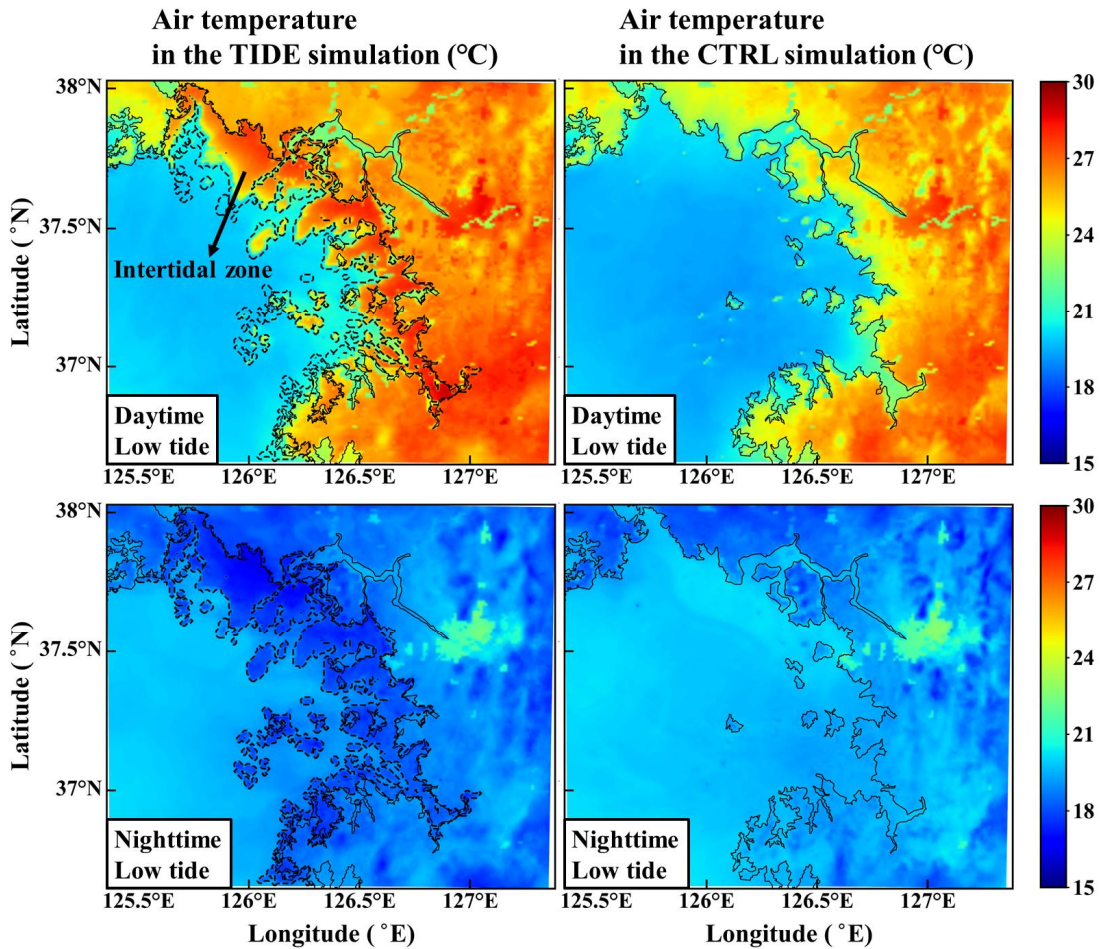 Air temperature
in the TIDE simulation (°C)
Air temperature
in the CTRL simulation (°C)
38°N
37.5°N
37°N
Latitude (°N)
Intertidal zone
Daytime
Low tide
125.5°E
126°E
126.5°E
127°E
Daytime
Low tide
125.5°E
126°E
126.5°E
127°E
30
27
24
21
18
15
38°N
37.5°N
37°N
Latitude (°N)
Nighttime
Low tide
125.5°E
126°E
126.5°E
127°E
Longitude (°E)
Nighttime
Low tide
125.5°E
126°E
126.5°E
127°E
Longitude (°E)
30
27
24
21
18
15